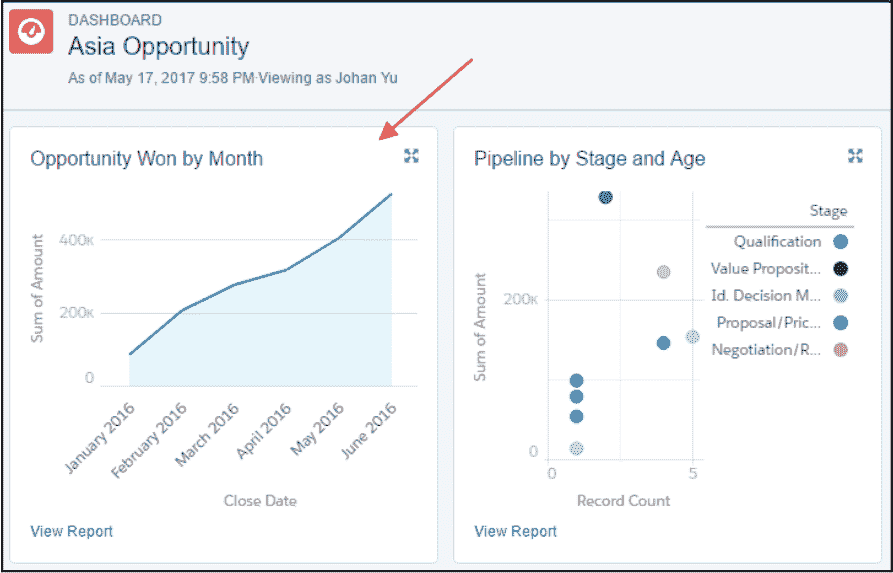 DASHBOARD
Asia Opportunity
As of May 17, 2017 9:58 PM·Viewing as Johan Yu
Opportunity Won by Month
Sum of Amount
400K
200K
0
January 2016
February 2016
March 2016
April 2016
May 2016
June 2016
Close Date
View Report
Pipeline by Stage and Age
Sum of Amount
200K
0
0
5
Record Count
Stage
Qualification
Value Proposit...
Id. Decision M...
Proposal/Pric...
Negotiation/R...
View Report